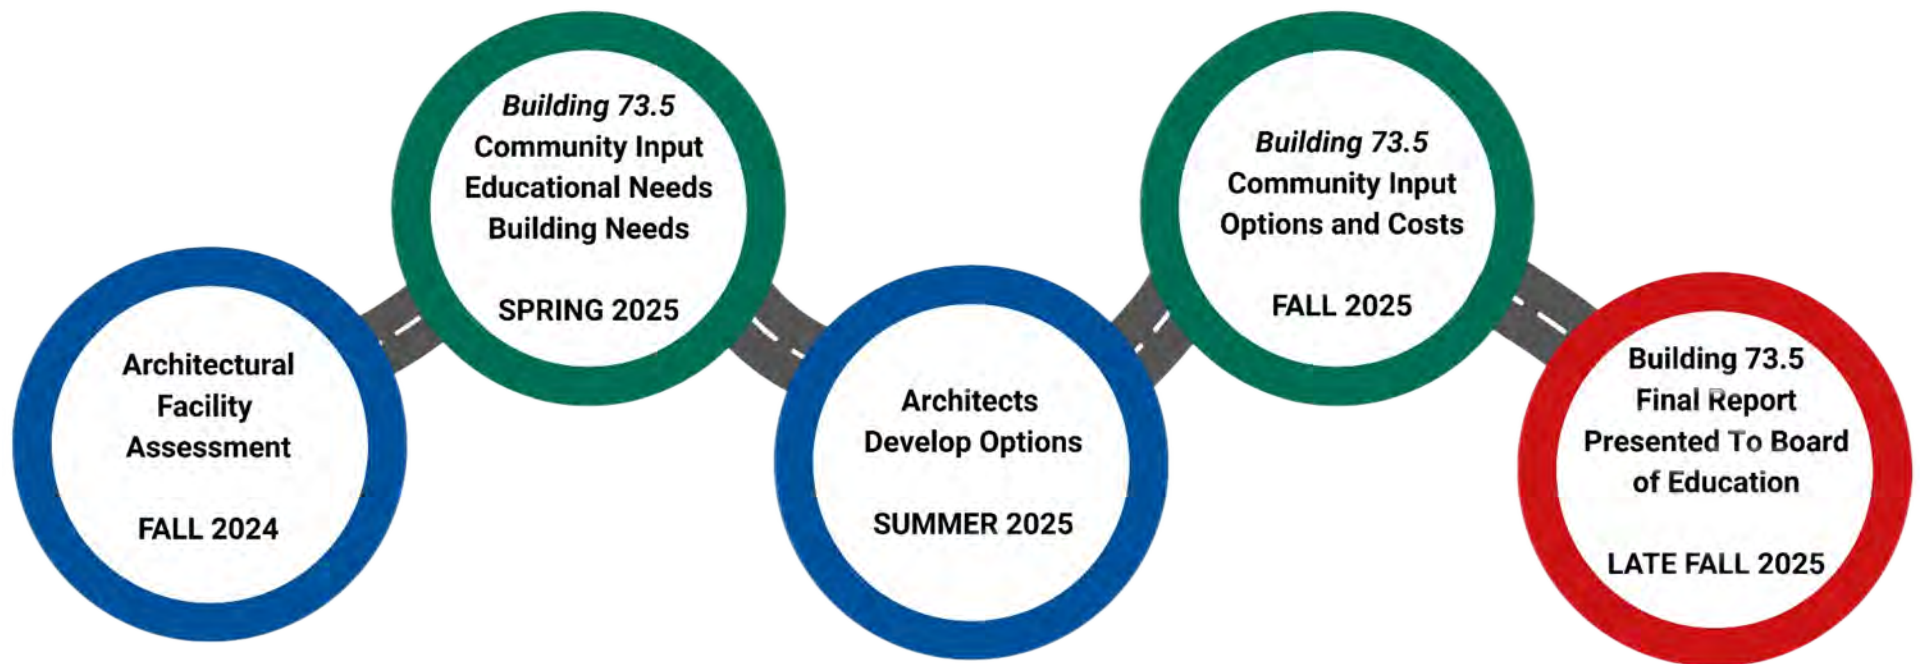 Architectural
Facility
Assessment
FALL 2024
Building 73.5
Community Input
Educational Needs
Building Needs
SPRING 2025
Architects
Develop Options
SUMMER 2025
Building 73.5
Community Input
Options and Costs
FALL 2025
Building 73.5
Final Report
Presented To Board
of Education
LATE FALL 2025